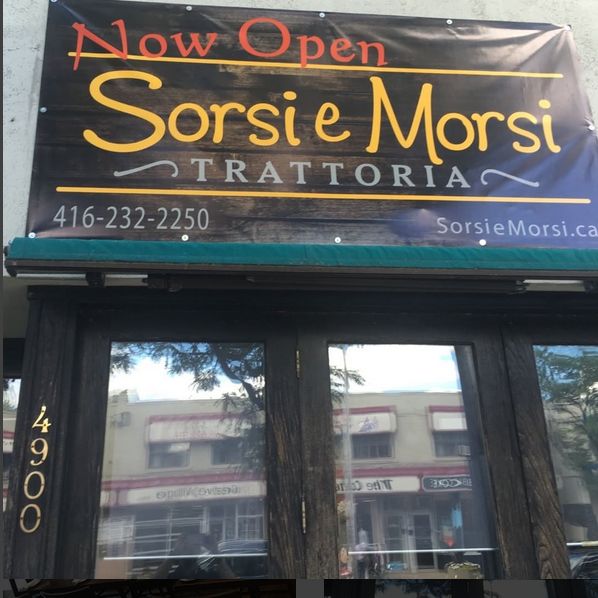 Now Open
Sorsi e Morsi
TRATTORIA
416-232-2250
SorsieMorsi.ca
4900